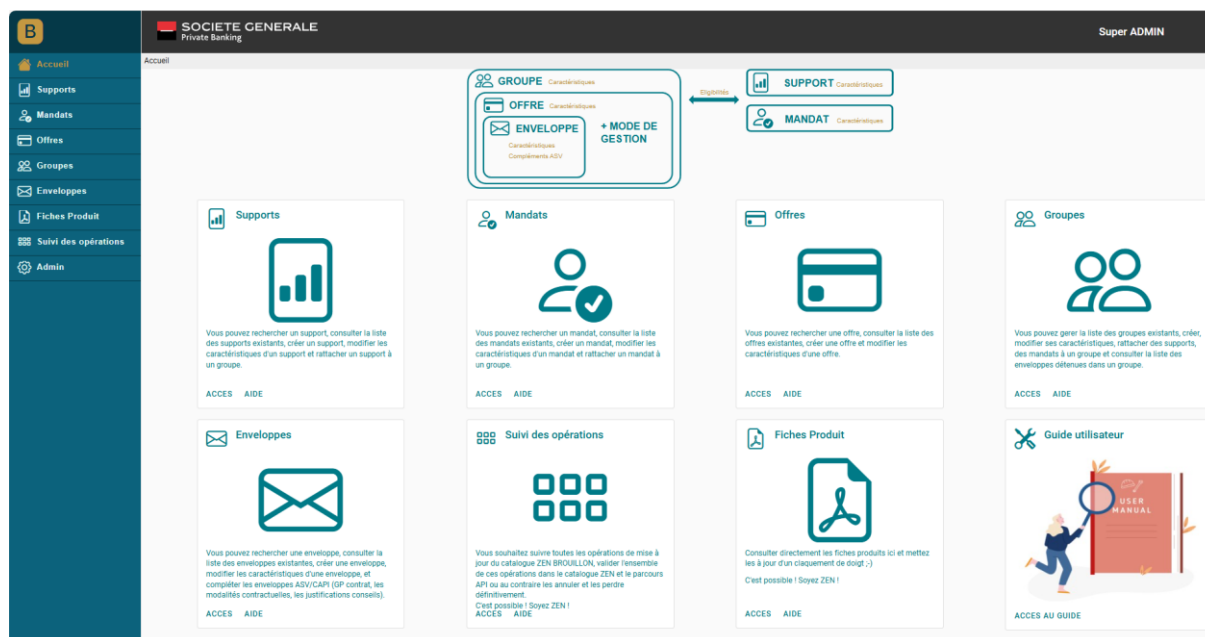 B
SOCIETE GENERALE
Private Banking
Super ADMIN
Accueil
Supports
Mandats
Offres
Groupes
Enveloppes
Fiches Produit
Suivi des opérations
Admin
Accueil
GROUPE Caractéristiques
OFFRE Caractéristiques
ENVELOPPE
Caractéristiques
Compléments ASV
+ MODE DE
GESTION
Eligibilités
SUPPORT Caractéristiques
MANDAT Caractéristiques
Supports
Vous pouvez rechercher un support, consulter la liste
des supports existants, créer un support, modifier les
caractéristiques d'un support et rattacher un support à
un groupe.
ACCES AIDE
Mandats
Vous pouvez rechercher un mandat, consulter la liste
des mandats existants, créer un mandat, modifier les
caractéristiques d'un mandat et rattacher un mandat à
un groupe.
ACCES AIDE
Offres
Vous pouvez rechercher une offre, consulter la liste des
offres existantes, créer une offre et modifier les
caractéristiques d'une offre.
ACCES AIDE
Groupes
Vous pouvez gerer la liste des groupes existants, créer,
modifier ses caractéristiques, rattacher des supports,
des mandats à un groupe et consulter la liste des
enveloppes détenues dans un groupe.
ACCES AIDE
Enveloppes
Vous pouvez rechercher une enveloppe, consulter la
liste des enveloppes existantes, créer une enveloppe,
modifier les caractéristiques d'une enveloppe, et
compléter les enveloppes ASV/CAPI (GP contrat, les
modalités contractuelles, les justifications conseils).
ACCES AIDE
Suivi des opérations
Vous souhaitez suivre toutes les opérations de mise à
jour du catalogue ZEN BROUILLON, valider l'ensemble
de ces opérations dans le catalogue ZEN et le parcours
API ou au contraire les annuler et les perdre
définitivement.
C'est possible ! Soyez ZEN !
ACCES AIDE
Fiches Produit
Consulter directement les fiches produits ici et mettez
les à jour d'un claquement de doigt ;-)
C'est possible ! Soyez ZEN !
ACCES AIDE
Guide utilisateur
USER
MANUAL
ACCES AU GUIDE